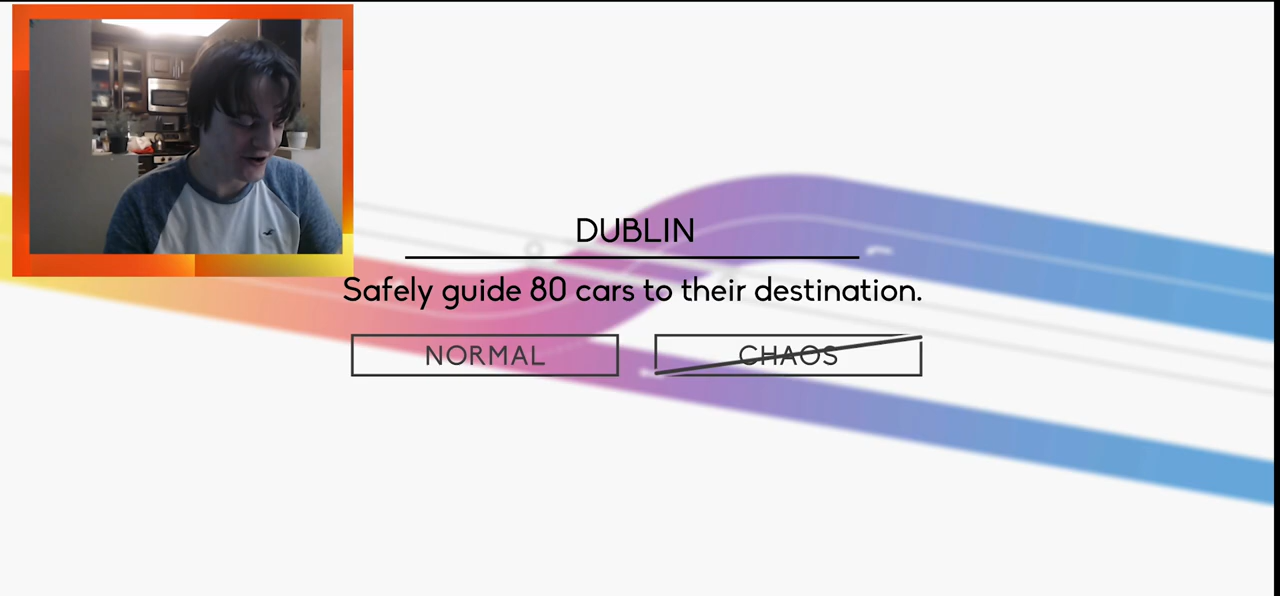 DUBLIN
Safely guide 80 cars to their destination.
NORMAL
CHAOS